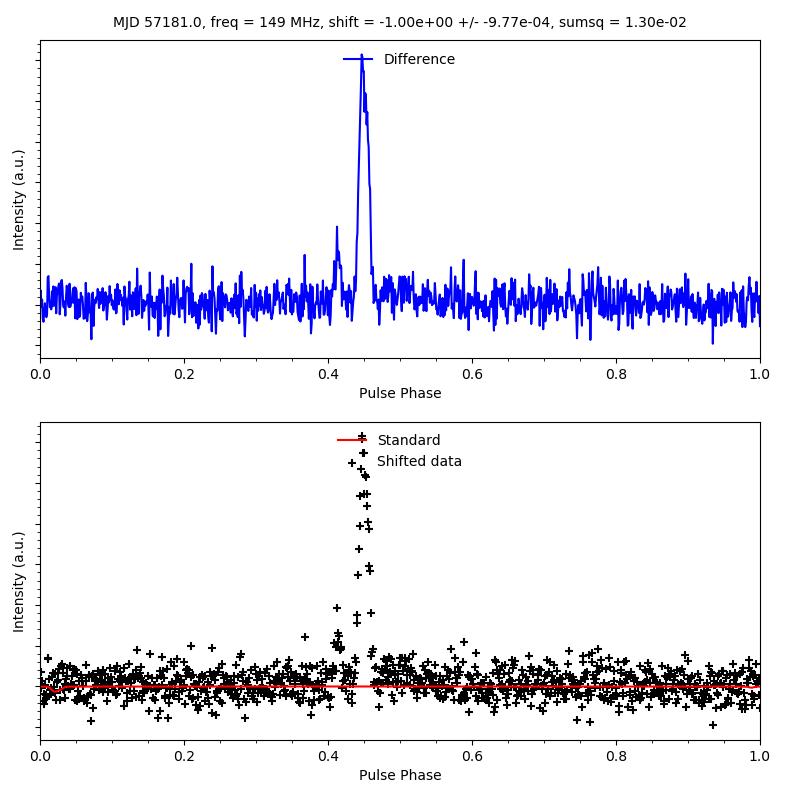 MJD 57181.0, freq = 149 MHz, shift = -1.00e+00 +/- -9.77e-04, sumsq = 1.30e-02
Difference
Intensity (a.u.)
0.0 0.2 0.4 0.6 0.8 1.0
Pulse Phase
Standard
Shifted data
Intensity (a.u.)
0.0 0.2 0.4 0.6 0.8 1.0
Pulse Phase